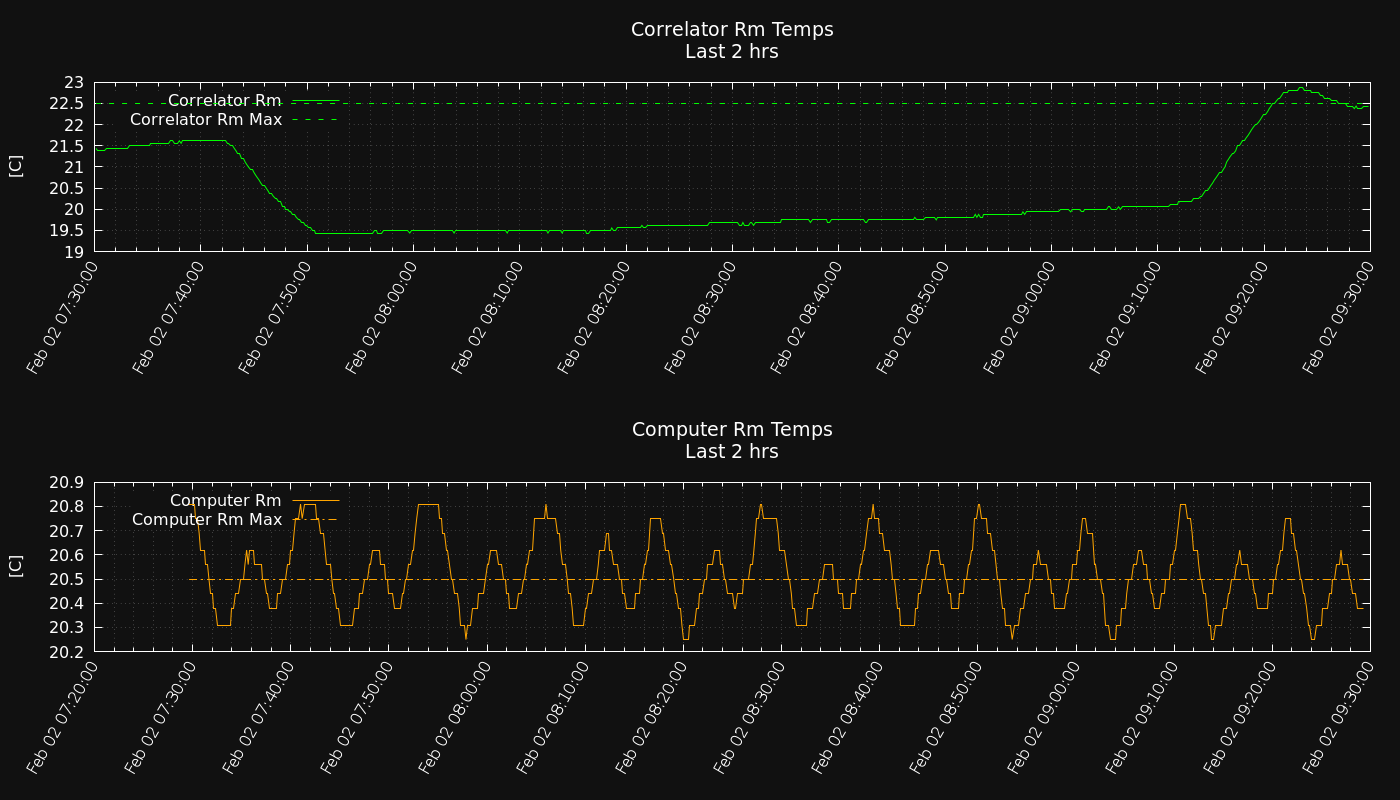 Correlator Rm Temps
Last 2 hrs
[C]
23
22.5
22
21.5
21
20.5
20
19.5
19
Correlator Rm
Correlator Rm Max
Feb 02 07:30:00
Feb 02 07:40:00
Feb 02 07:50:00
Feb 02 08:00:00
Feb 02 08:10:00
Feb 02 08:20:00
Feb 02 08:30:00
Feb 02 08:40:00
Feb 02 08:50:00
Feb 02 09:00:00
Feb 02 09:10:00
Feb 02 09:20:00
Feb 02 09:30:00
Computer Rm Temps
Last 2 hrs
[C]
20.9
20.8
20.7
20.6
20.5
20.4
20.3
20.2
Computer Rm
Computer Rm Max
Feb 02 07:20:00
Feb 02 07:30:00
Feb 02 07:40:00
Feb 02 07:50:00
Feb 02 08:00:00
Feb 02 08:10:00
Feb 02 08:20:00
Feb 02 08:30:00
Feb 02 08:40:00
Feb 02 08:50:00
Feb 02 09:00:00
Feb 02 09:10:00
Feb 02 09:20:00
Feb 02 09:30:00